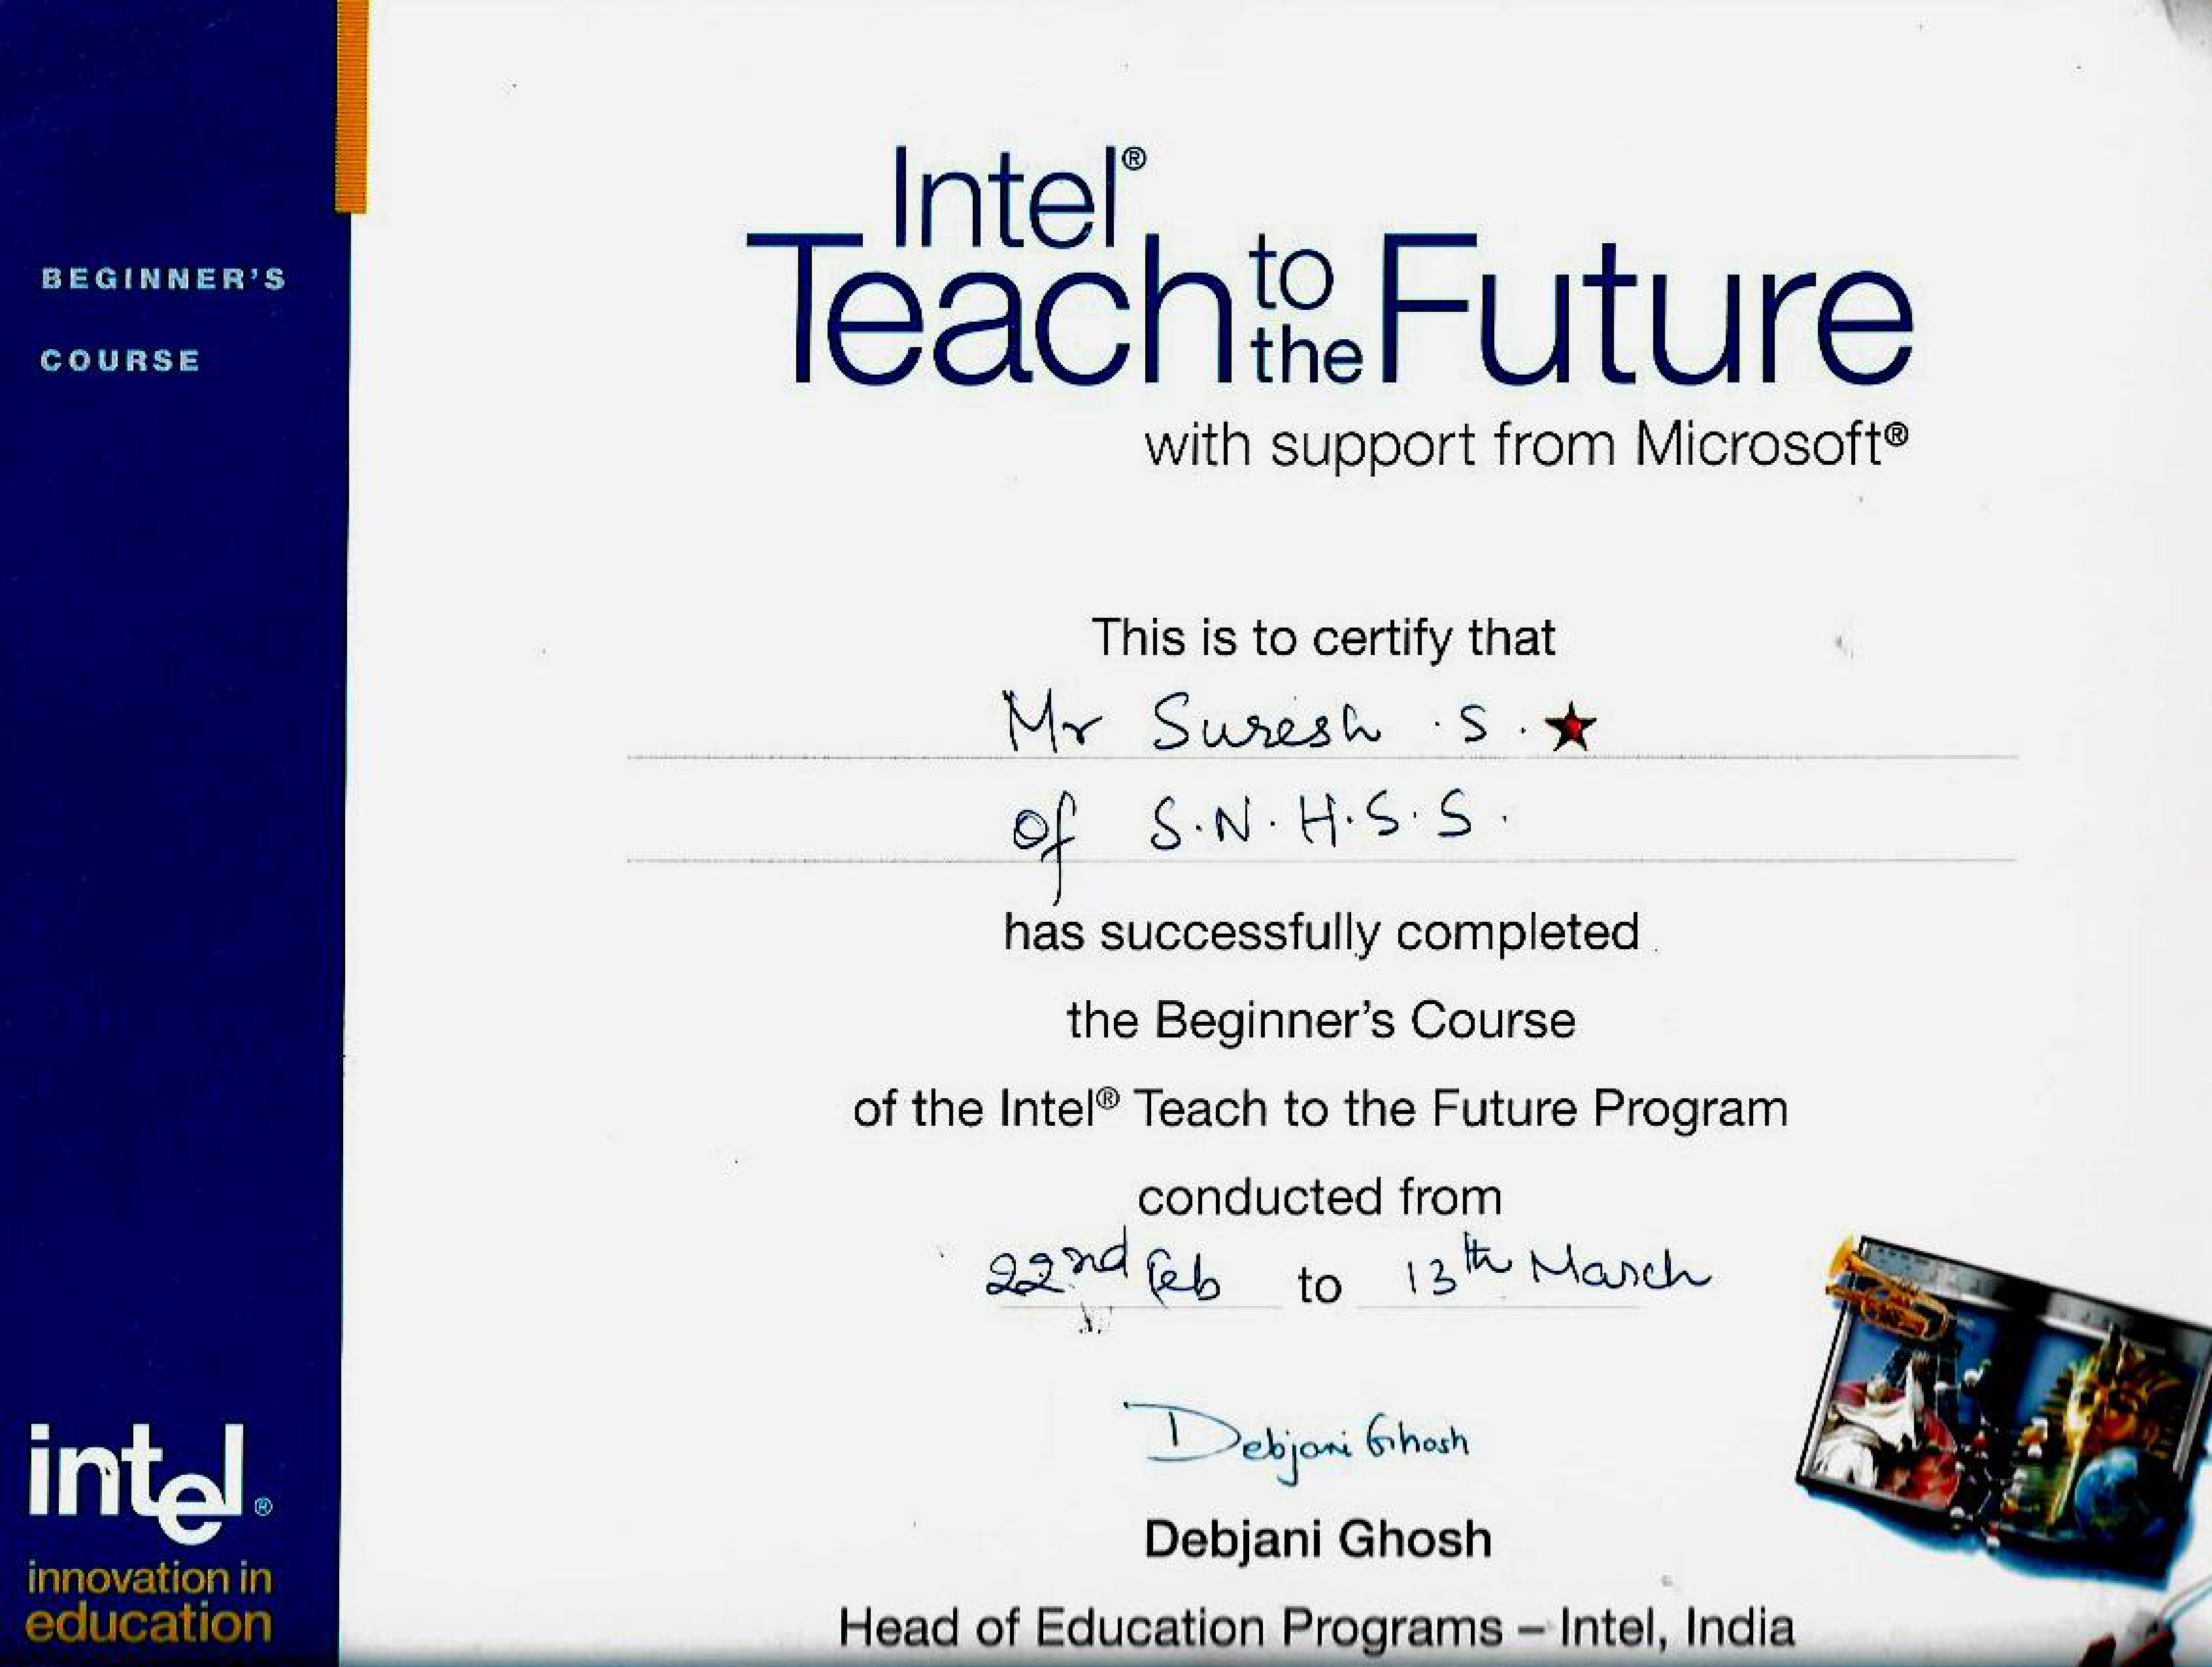 BEGINNER'S
COURSE
Intel®
Teach to the Future
with support from Microsoft®
This is to certify that
Mr Suresh .S.
of S.N.H.S.S.
has successfully completed
the Beginner's Course
of the Intel® Teach to the Future Program
conducted from
22nd Feb to 13th March
Debjani Ghosh
Debjani Ghosh
Head of Education Programs – Intel, India
intel®
innovation in
education